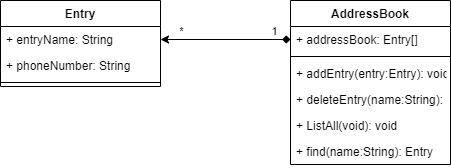 Entry
+ entryName: String
+ phoneNumber: String
* 1
AddressBook
+ addressBook: Entry[]
+ addEntry(entry:Entry): void
+ deleteEntry(name:String):
+ ListAll(void): void
+ find(name:String): Entry